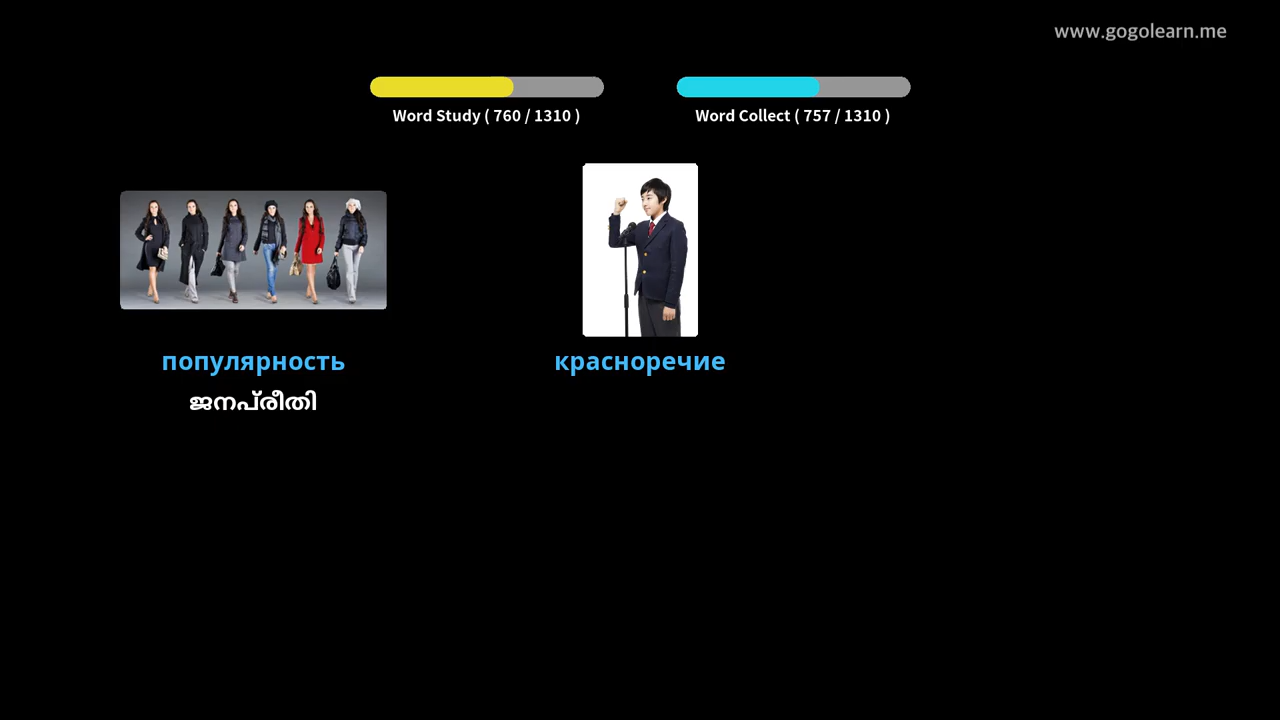 www.gogolearn.me
Word Study ( 760 / 1310 )
Word Collect ( 757 / 1310 )
популярность
ജനപ്രീതി
красноречие